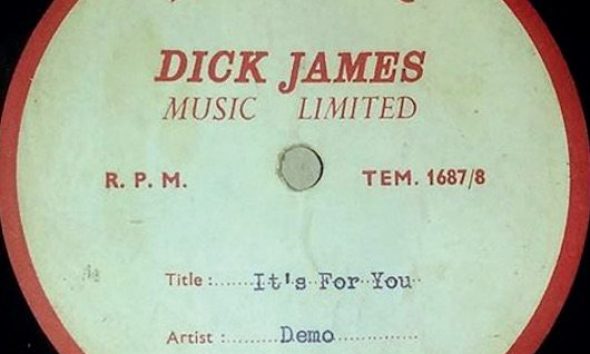 DICK JAMES
MUSIC LIMITED
R. P. M.
TEM. 1687/8
Title :......It's For You..
Artist :......Demo..............